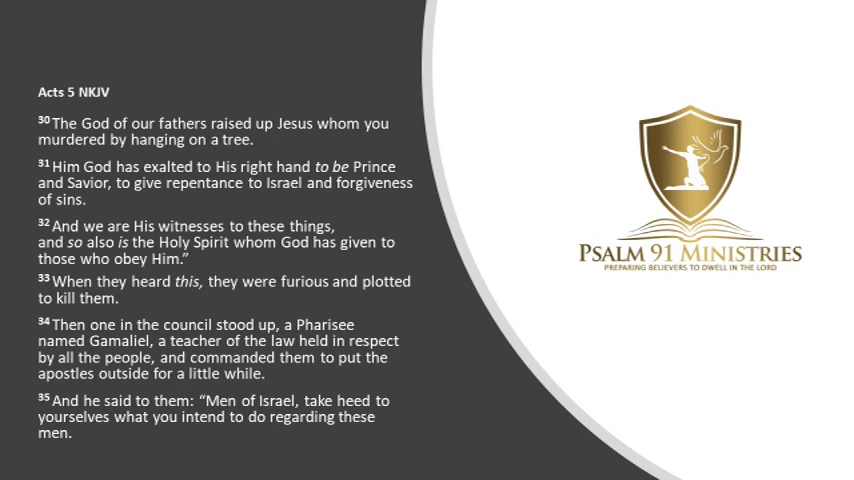 Acts 5 NKJV
30 The God of our fathers raised up Jesus whom you
murdered by hanging on a tree.
31 Him God has exalted to His right hand to be Prince
and Savior, to give repentance to Israel and forgiveness
of sins.
32 And we are His witnesses to these things,
and so also is the Holy Spirit whom God has given to
those who obey Him.”
33 When they heard this, they were furious and plotted
to kill them.
34 Then one in the council stood up, a Pharisee
named Gamaliel, a teacher of the law held in respect
by all the people, and commanded them to put the
apostles outside for a little while.
35 And he said to them: “Men of Israel, take heed to
yourselves what you intend to do regarding these
men.
PSALM 91 MINISTRIES
PREPARING BELIEVERS TO DWELL IN THE LORD